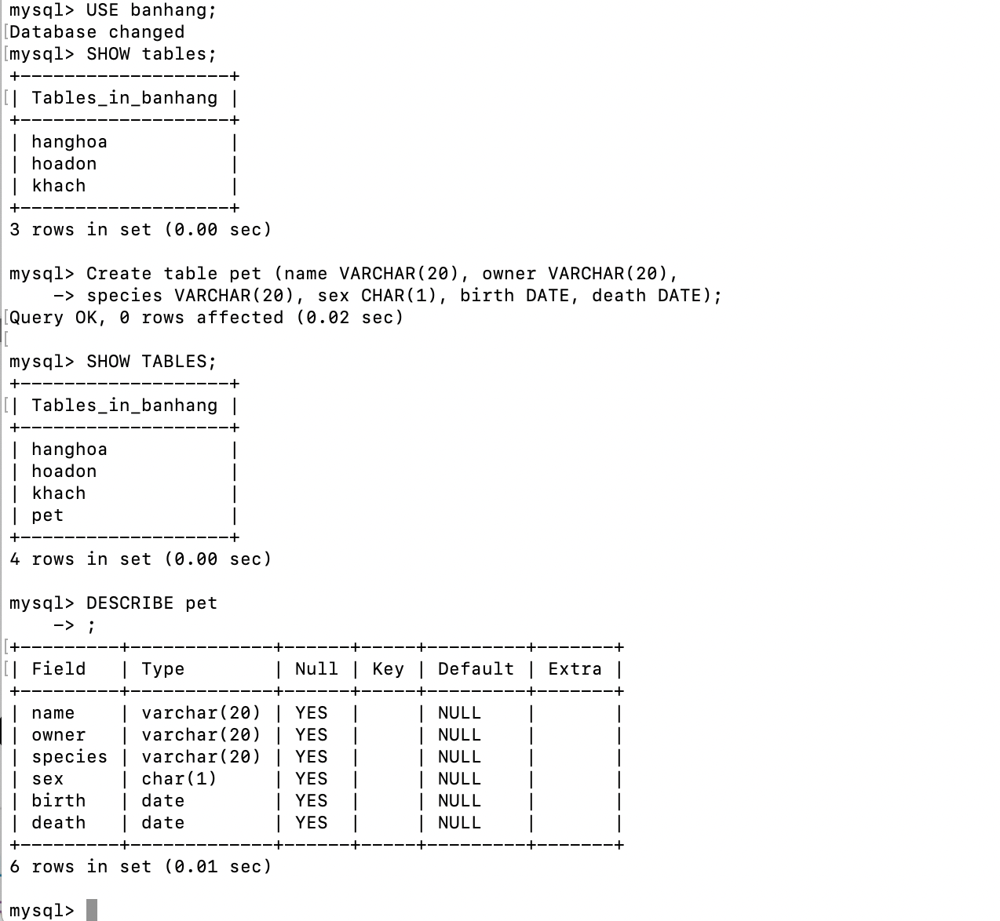 mysql> USE banhang;
[Database changed
[mysql> SHOW tables;
+-------------------+
[| Tables_in_banhang |
+-------------------+
| hanghoa           |
| hoadon            |
| khach             |
+-------------------+
3 rows in set (0.00 sec)

mysql> Create table pet (name VARCHAR(20), owner VARCHAR(20),
    -> species VARCHAR(20), sex CHAR(1), birth DATE, death DATE);
[Query OK, 0 rows affected (0.02 sec)
[
mysql> SHOW TABLES;
+-------------------+
[| Tables_in_banhang |
+-------------------+
| hanghoa           |
| hoadon            |
| khach             |
| pet               |
+-------------------+
4 rows in set (0.00 sec)

mysql> DESCRIBE pet
    -> ;
[+---------+-------------+------+-----+---------+-------+
[| Field   | Type        | Null | Key | Default | Extra |
+---------+-------------+------+-----+---------+-------+
| name    | varchar(20) | YES  |     | NULL    |       |
| owner   | varchar(20) | YES  |     | NULL    |       |
| species | varchar(20) | YES  |     | NULL    |       |
| sex     | char(1)     | YES  |     | NULL    |       |
| birth   | date        | YES  |     | NULL    |       |
| death   | date        | YES  |     | NULL    |       |
+---------+-------------+------+-----+---------+-------+
6 rows in set (0.01 sec)

mysql>